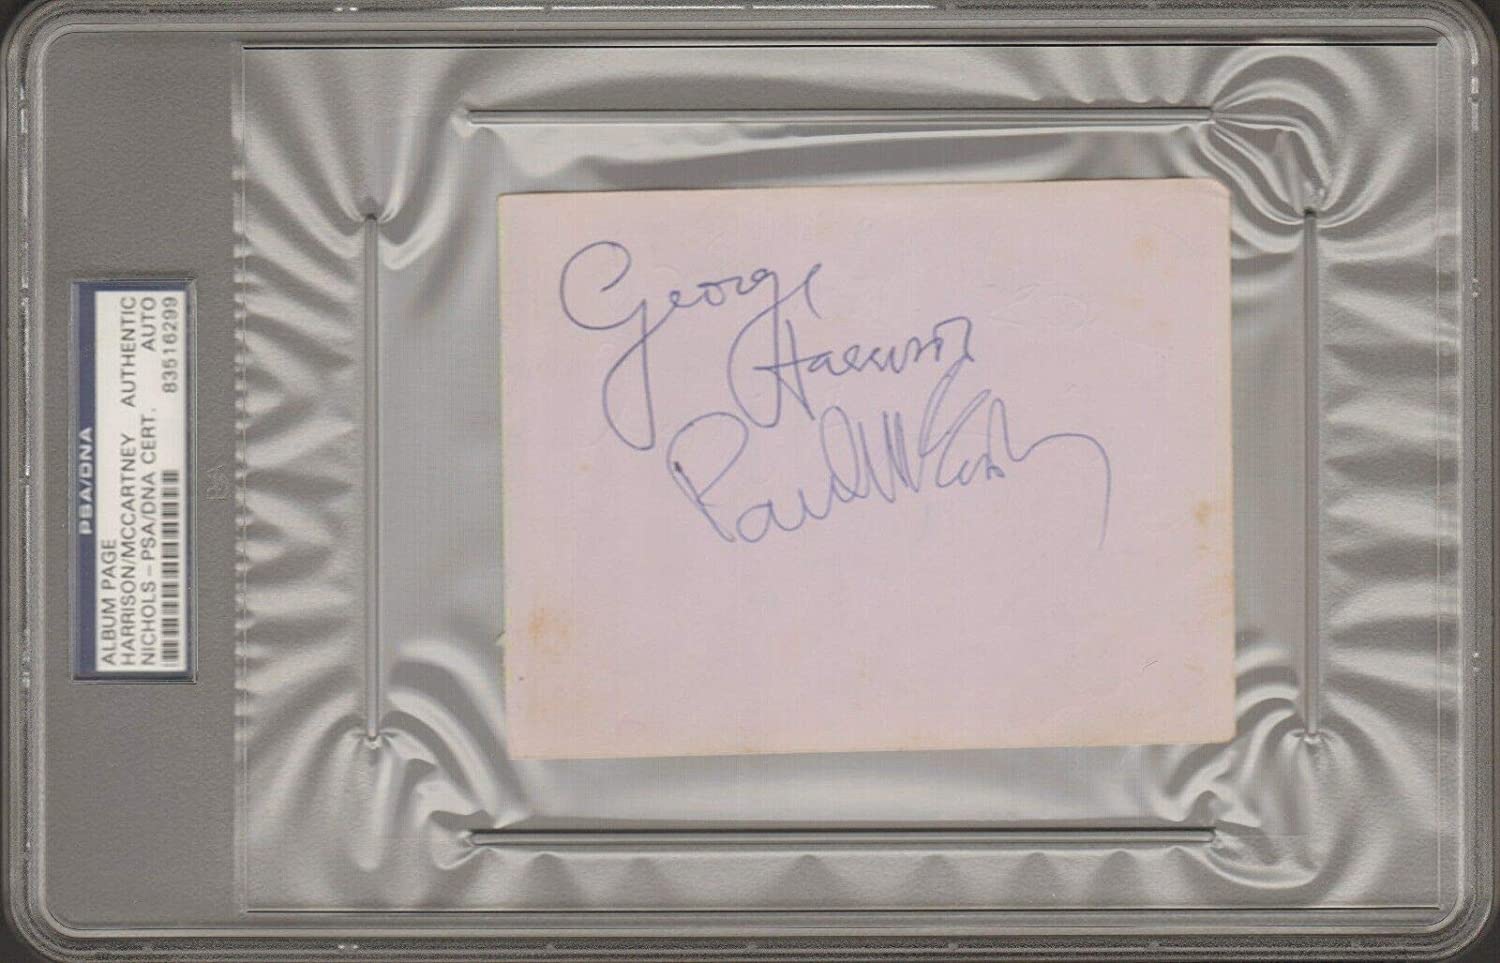 PSA/DNA
ALBUM PAGE
HARRISON/MCCARTNEY AUTHENTIC
NICHOLS - PSA/DNA CERT. AUTO
83516299
George
Harrison
Paul McCartney